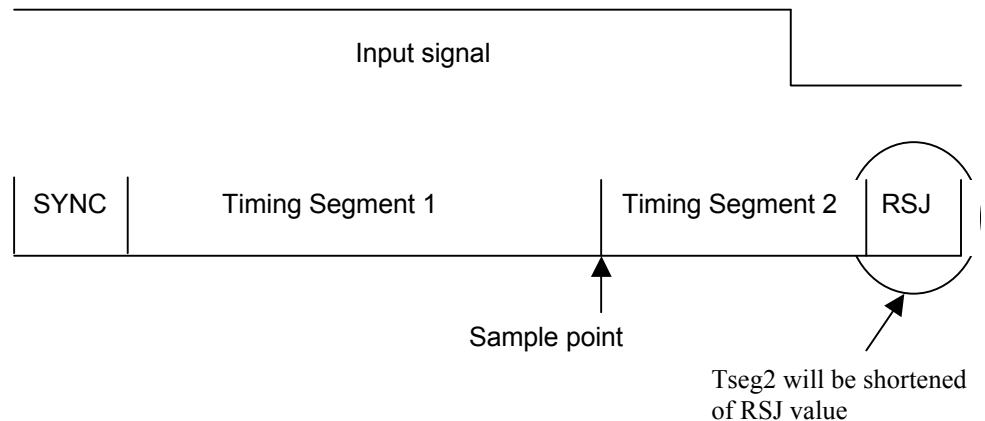 Input signal
SYNC Timing Segment 1 Timing Segment 2 RSJ
Sample point
Tseg2 will be shortened
of RSJ value